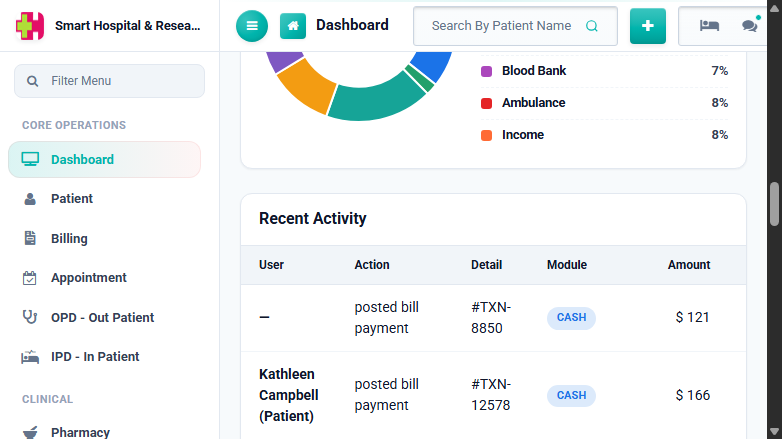 Smart Hospital & Resea...
Dashboard
Search By Patient Name
Filter Menu
CORE OPERATIONS
Dashboard
Patient
Billing
Appointment
OPD - Out Patient
IPD - In Patient
CLINICAL
Pharmacy
Blood Bank 7%
Ambulance 8%
Income 8%
Recent Activity
User Action Detail Module Amount
— posted bill payment #TXN-8850 CASH $ 121
Kathleen Campbell (Patient) posted bill payment #TXN-12578 CASH $ 166